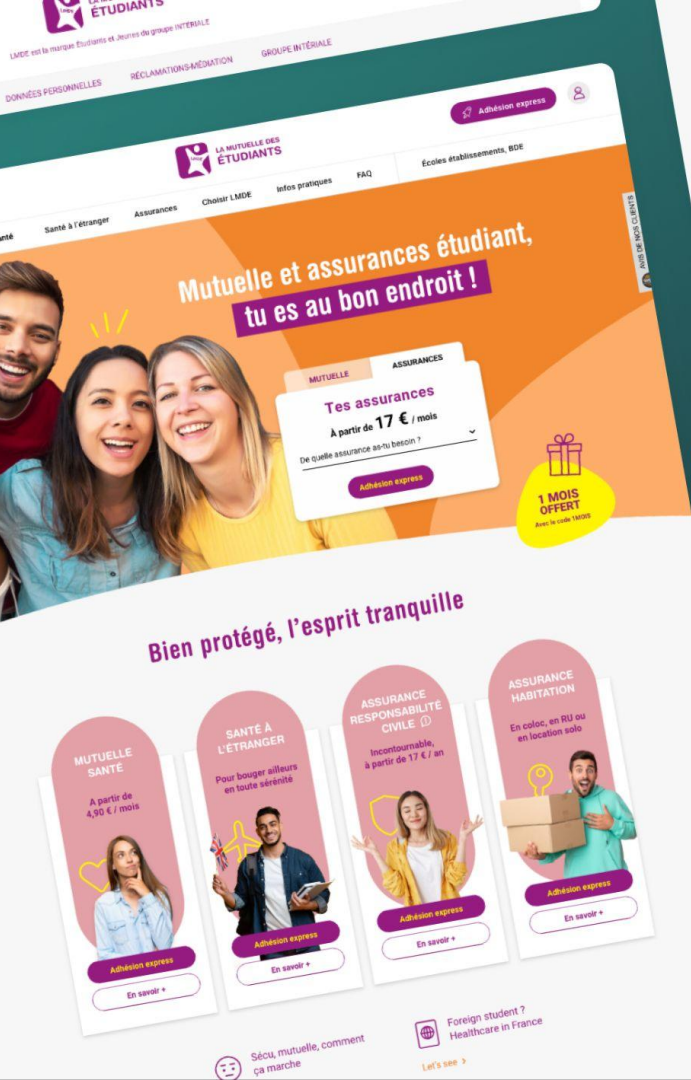 ÉTUDIANTS
LMDE est la marque Étudiants et Jeunes du groupe INTÉRIALE
DONNÉES PERSONNELLES
RÉCLAMATIONS-MÉDIATION
GROUPE INTÉRIALE
Adhésion express
LMDE
LA MUTUELLE DES
ÉTUDIANTS
Santé à l'étranger
Assurances
Choisir LMDE
Infos pratiques
FAQ
Écoles établissements, BDE
AVIS DE NOS CLIENTS
Mutuelle et assurances étudiant,
tu es au bon endroit !
MUTUELLE
ASSURANCES
Tes assurances
À partir de 17 € / mois
De quelle assurance as-tu besoin ?
Adhésion express
1 MOIS
OFFERT
Avec le code 1MOIS
Bien protégé, l'esprit tranquille
MUTUELLE
SANTÉ
A partir de
4,90 € / mois
Adhésion express
En savoir +
SANTÉ À
L'ÉTRANGER
Pour bouger ailleurs
en toute sérénité
Adhésion express
En savoir +
ASSURANCE
RESPONSABILITÉ
CIVILE
Incontournable,
à partir de 17 € / an
Adhésion express
En savoir +
ASSURANCE
HABITATION
En coloc, en RU ou
en location solo
Adhésion express
En savoir +
Sécu, mutuelle, comment
ça marche
Foreign student ?
Healthcare in France
Let's see >